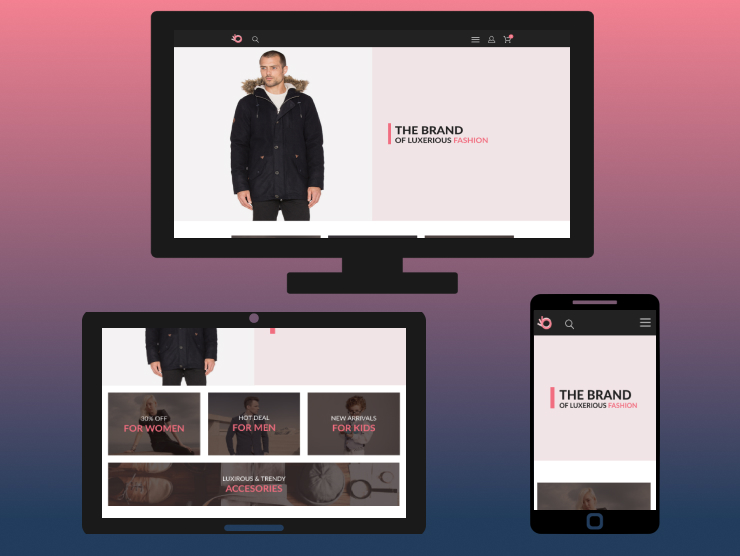 THE BRAND
OF LUXERIOUS FASHION
30% OFF
FOR WOMEN
HOT DEAL
FOR MEN
NEW ARRIVALS
FOR KIDS
LUXIROUS & TRENDY
ACCESORIES
THE BRAND
OF LUXERIOUS FASHION